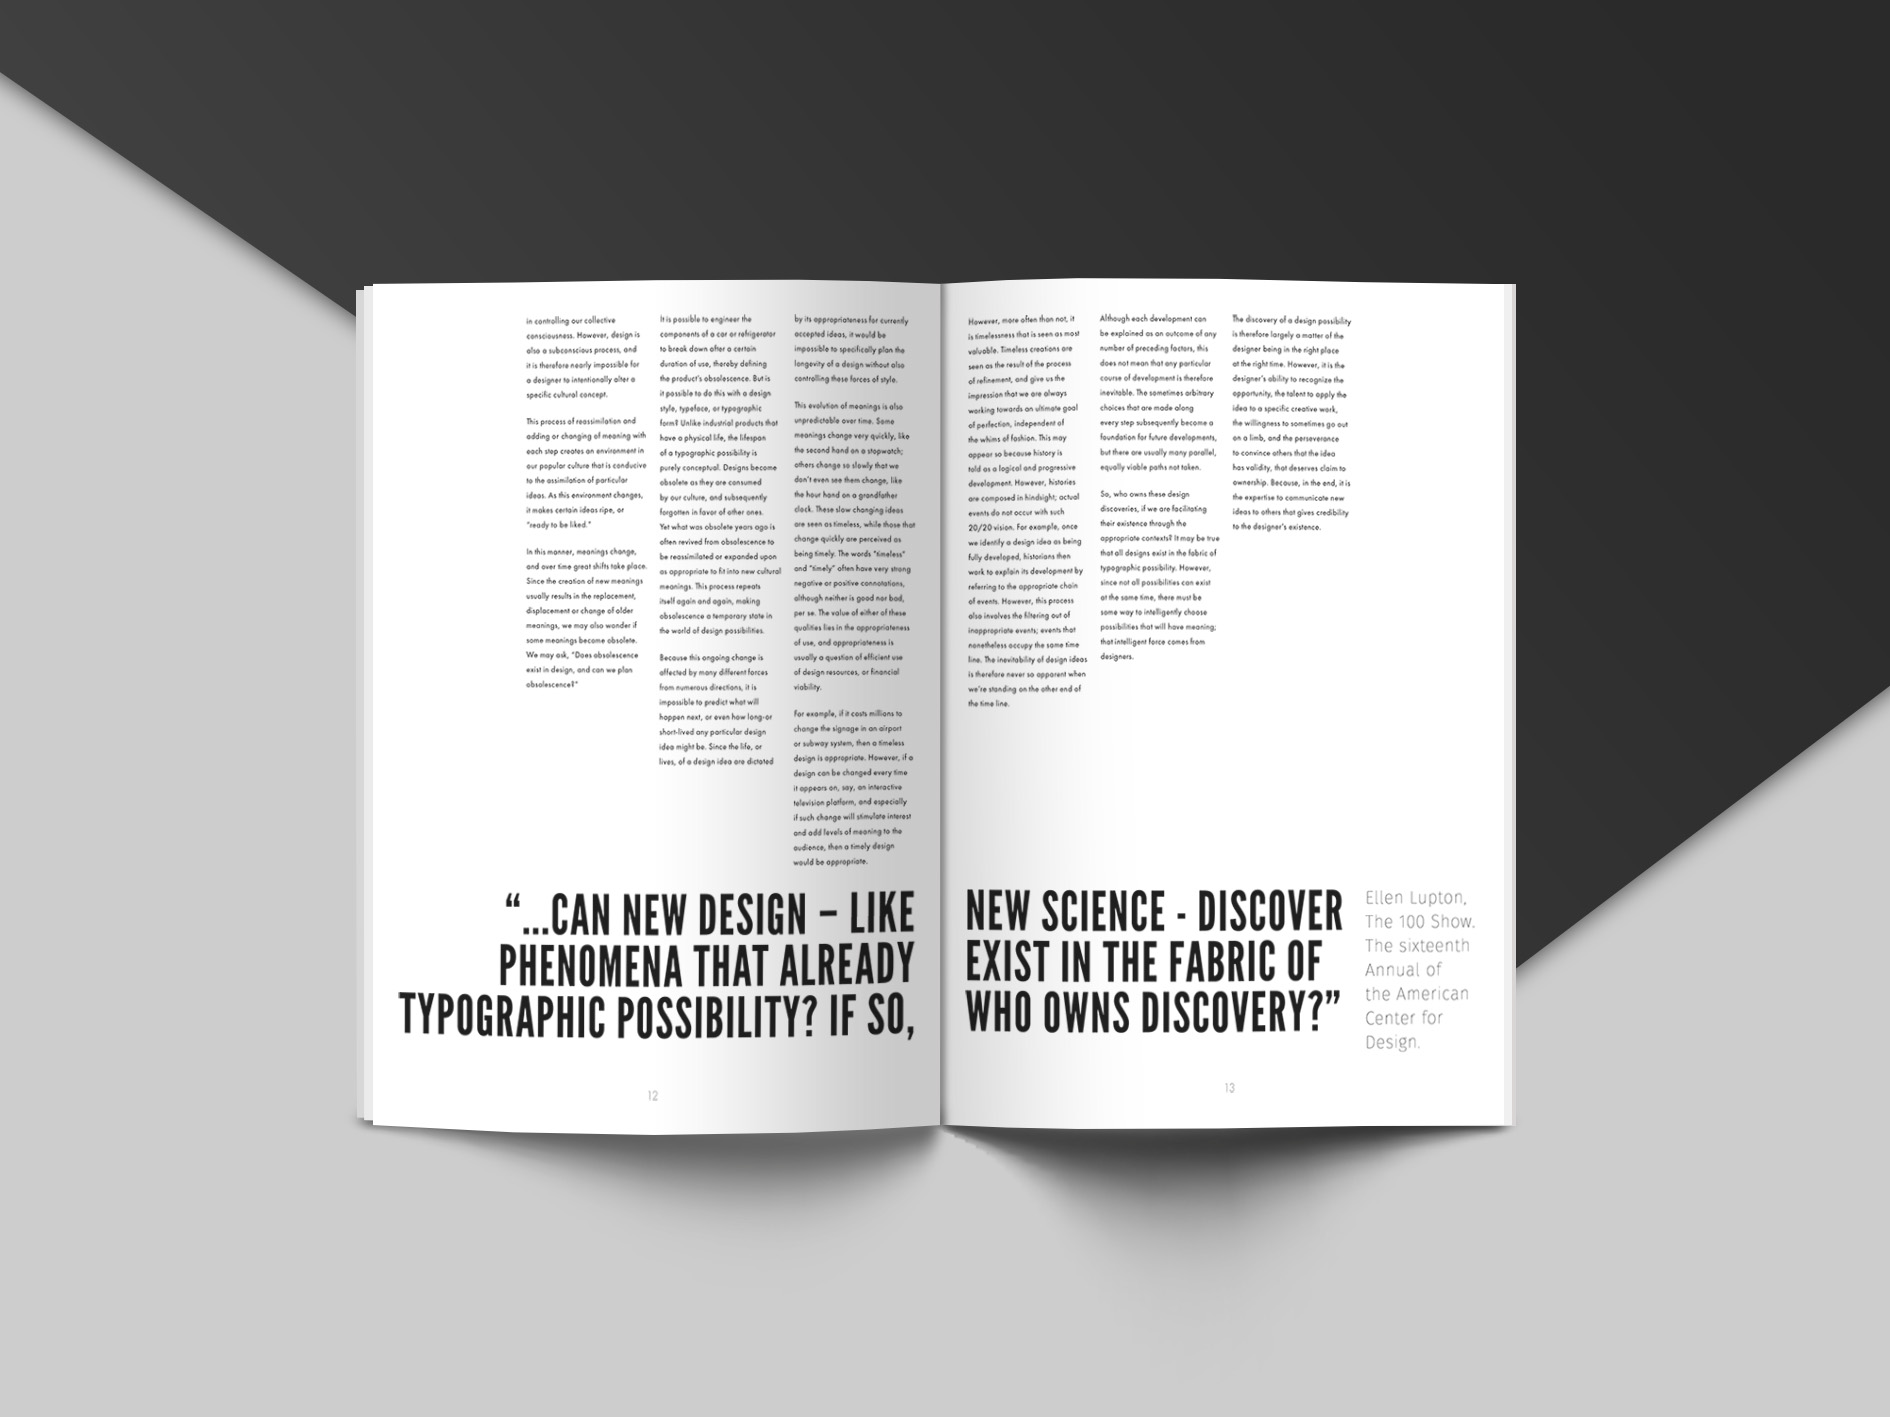 in controlling our collective
consciousness. However, design is
also a subconscious process, and
it is therefore nearly impossible for
a designer to intentionally alter a
specific cultural concept.
This process of reassimilation and
adding or changing of meaning with
each step creates an environment in
our popular culture that is conducive
to the assimilation of particular
ideas. As this environment changes,
it makes certain ideas ripe, or
"ready to be liked."
In this manner, meanings change,
and over time great shifts take place.
Since the creation of new meanings
usually results in the replacement,
displacement or change of older
meanings, we may also wonder if
some meanings become obsolete.
We may ask, "Does obsolescence
exist in design, and can we plan
obsolescence?"
It is possible to engineer the
components of a car or refrigerator
to break down after a certain
duration of use, thereby defining
the product's obsolescence. But is
it possible to do this with a design
style, typeface, or typographic
form? Unlike industrial products that
have a physical life, the lifespan
of a typographic possibility is
purely conceptual. Designs become
obsolete as they are consumed
by our culture, and subsequently
forgotten in favor of other ones.
Yet what was obsolete years ago is
often revived from obsolescence to
be reassimilated or expanded upon
as appropriate to fit into new cultural
meanings. This process repeats
itself again and again, making
obsolescence a temporary state in
the world of design possibilities.
Because this ongoing change is
affected by many different forces
from numerous directions, it is
impossible to predict what will
happen next, or even how long-or
short-lived any particular design
idea might be. Since the life, or
lives, of a design idea are dictated
by its appropriateness for currently
accepted ideas, it would be
impossible to specifically plan the
longevity of a design without also
controlling these forces of style.
This evolution of meanings is also
unpredictable over time. Some
meanings change very quickly, like
the second hand on a stopwatch;
others change so slowly that we
don't even see them change, like
the hour hand on a grandfather
clock. These slow changing ideas
are seen as timeless, while those that
change quickly are perceived as
being timely. The words "timeless"
and "timely" often have very strong
negative or positive connotations,
although neither is good nor bad,
per se. The value of either of these
qualities lies in the appropriateness
of use, and appropriateness is
usually a question of efficient use
of design resources, or financial
viability.
For example, if it costs millions to
change the signage in an airport
or subway system, then a timeless
design is appropriate. However, if a
design can be changed every time
it appears on, say, an interactive
television platform, and especially
if such change will stimulate interest
and add levels of meaning to the
audience, then a timely design
would be appropriate.
“...CAN NEW DESIGN – LIKE
PHENOMENA THAT ALREADY
TYPOGRAPHIC POSSIBILITY? IF SO,
12
However, more often than not, it
is timelessness that is seen as most
valuable. Timeless creations are
seen as the result of the process
of refinement, and give us the
impression that we are always
working towards an ultimate goal
of perfection, independent of
the whims of fashion. This may
appear so because history is
told as a logical and progressive
development. However, histories
are composed in hindsight; actual
events do not occur with such
20/20 vision. For example, once
we identify a design idea as being
fully developed, historians then
work to explain its development by
referring to the appropriate chain
of events. However, this process
also involves the filtering out of
inappropriate events; events that
nonetheless occupy the same time
line. The inevitability of design ideas
is therefore never so apparent when
we're standing on the other end of
the time line.
Although each development can
be explained as an outcome of any
number of preceding factors, this
does not mean that any particular
course of development is therefore
inevitable. The sometimes arbitrary
choices that are made along
every step subsequently become a
foundation for future developments,
but there are usually many parallel,
equally viable paths not taken.
So, who owns these design
discoveries, if we are facilitating
their existence through the
appropriate contexts? It may be true
that all designs exist in the fabric of
typographic possibility. However,
since not all possibilities can exist
at the same time, there must be
some way to intelligently choose
possibilities that will have meaning;
that intelligent force comes from
designers.
The discovery of a design possibility
is therefore largely a matter of the
designer being in the right place
at the right time. However, it is the
designer's ability to recognize the
opportunity, the talent to apply the
idea to a specific creative work,
the willingness to sometimes go out
on a limb, and the perseverance
to convince others that the idea
has validity, that deserves claim to
ownership. Because, in the end, it is
the expertise to communicate new
ideas to others that gives credibility
to the designer's existence.
NEW SCIENCE - DISCOVER
EXIST IN THE FABRIC OF
WHO OWNS DISCOVERY?”
Ellen Lupton,
The 100 Show.
The sixteenth
Annual of
the American
Center for
Design.
13